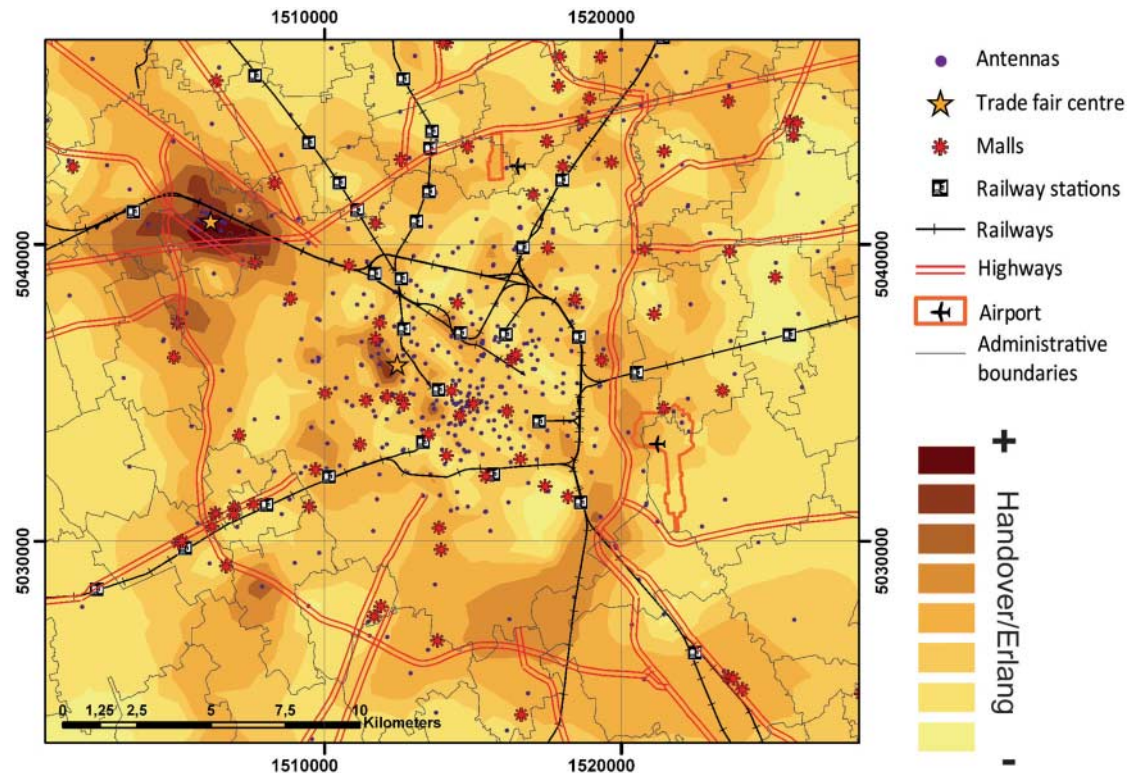 1510000
1520000
5040000
5040000
5030000
5030000
0 1,25 2,5 5 7,5 10
Kilometers
1510000
1520000
Antennas
Trade fair centre
Malls
Railway stations
Railways
Highways
Airport
Administrative
boundaries
+
Handover/Erlang
-